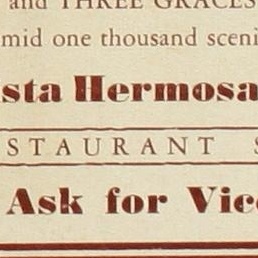 and THREE GRACES
mid one thousand sceni
sta Hermosa
STAURANT S
Ask for Vic